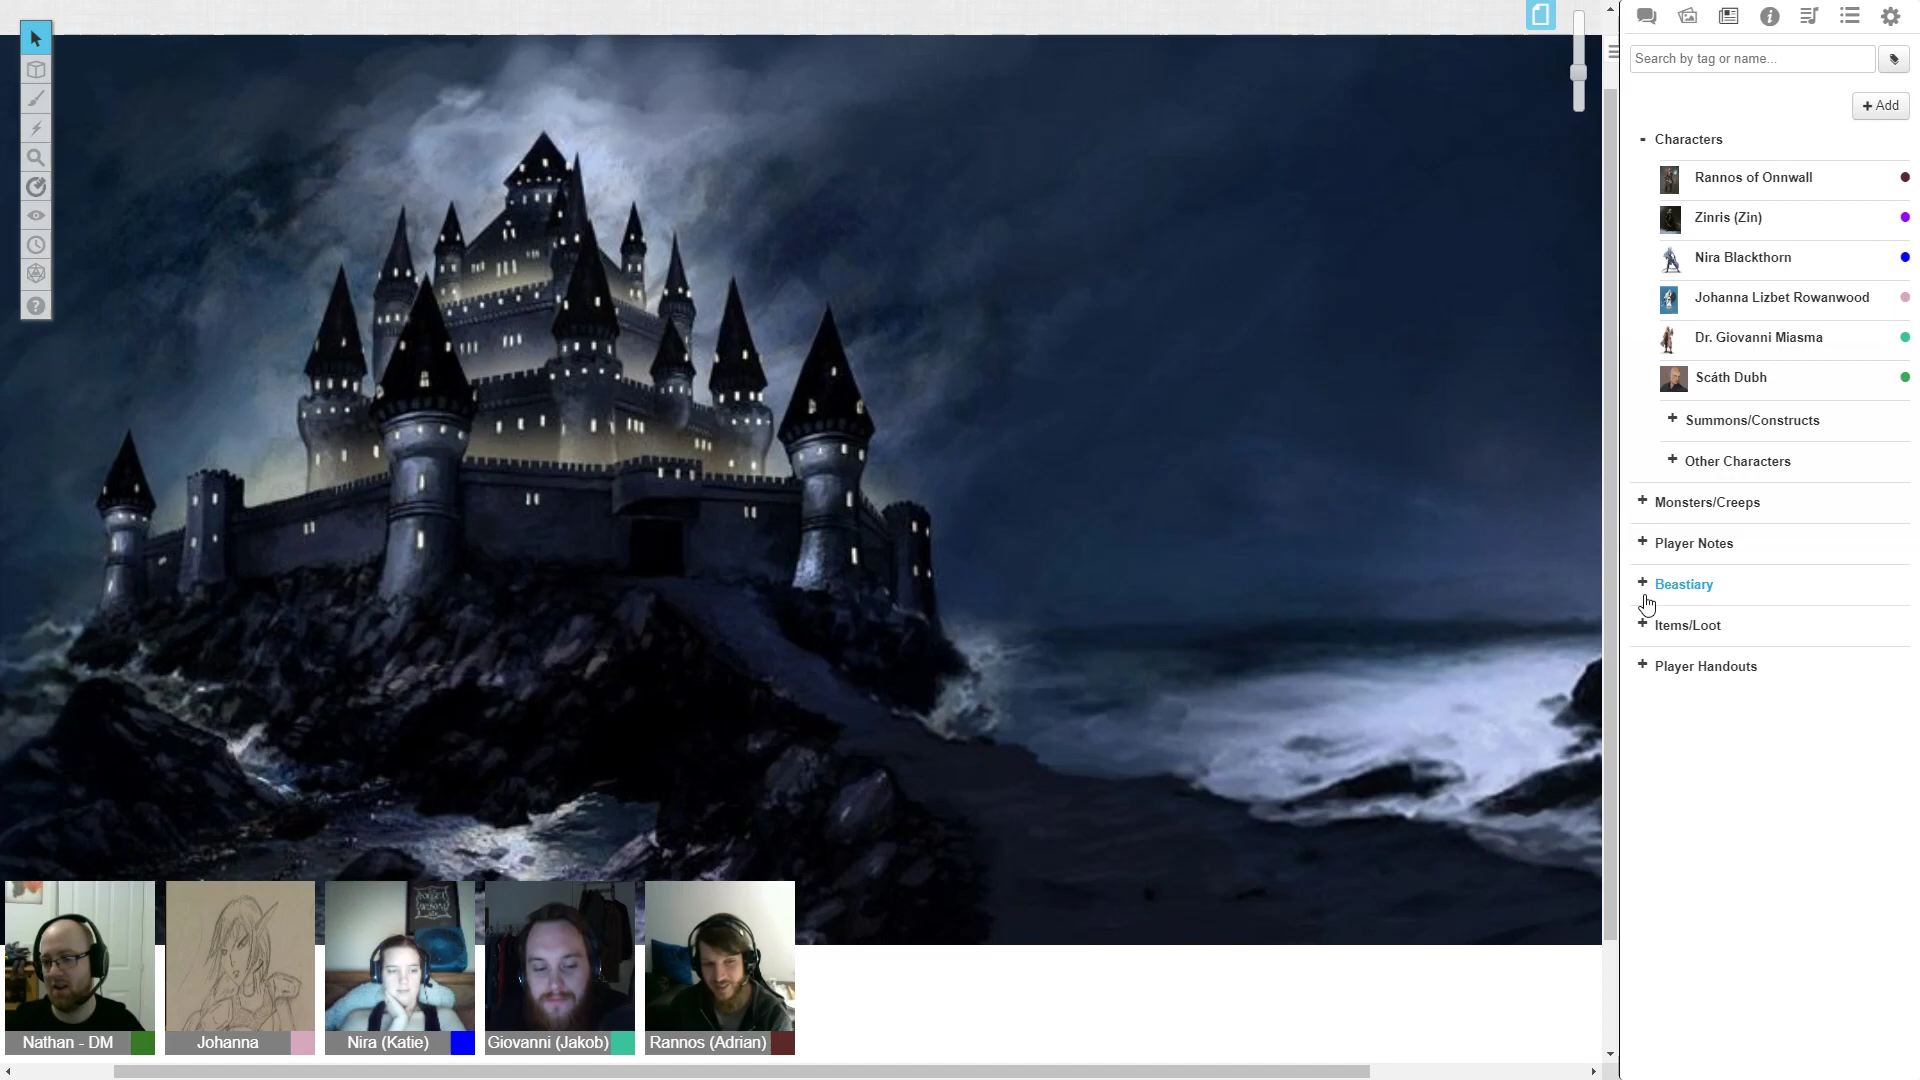 Search by tag or name...
+ Add
- Characters
Rannos of Onnwall
Zinris (Zin)
Nira Blackthorn
Johanna Lizbet Rowanwood
Dr. Giovanni Miasma
Scáth Dubh
+ Summons/Constructs
+ Other Characters
+ Monsters/Creeps
+ Player Notes
+ Beastiary
+ Items/Loot
+ Player Handouts
Nathan - DM
Johanna
Nira (Katie)
Giovanni (Jakob)
Rannos (Adrian)